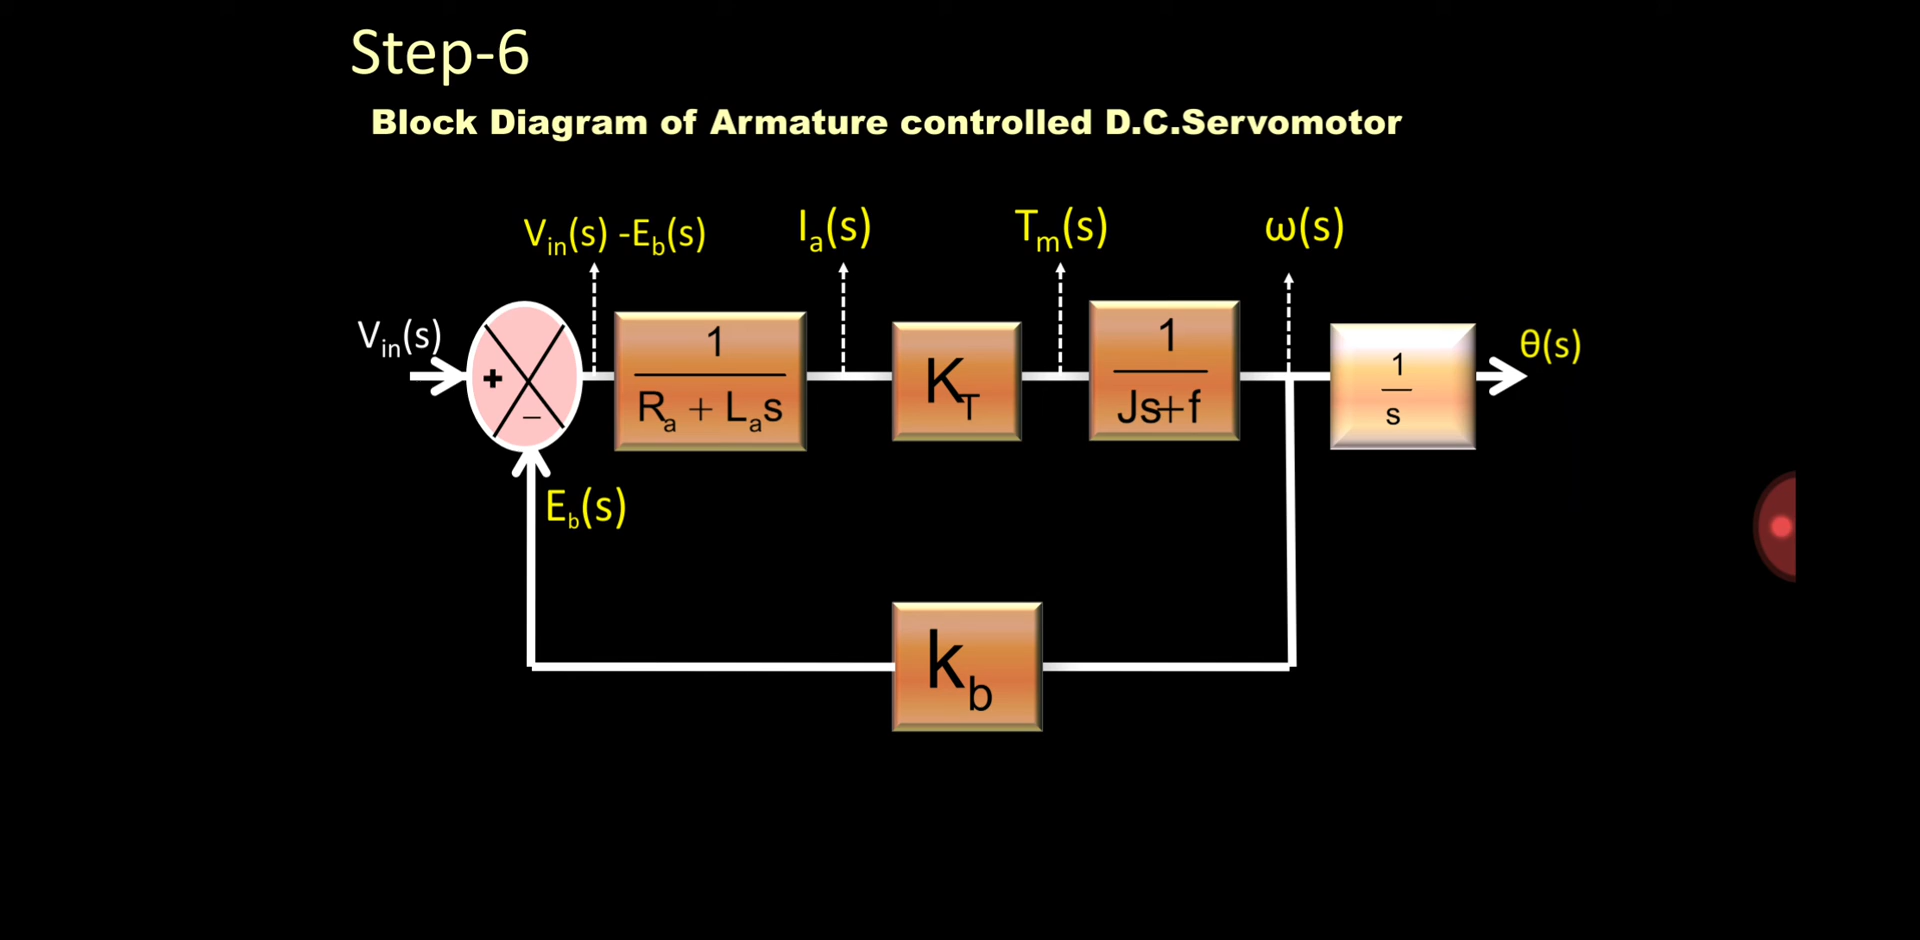 Step-6
Block Diagram of Armature controlled D.C.Servomotor
Vin(s) -Eb(s)
Ia(s)
Tm(s)
ω(s)
Vin(s)
+
−
1
Ra + Las
KT
1
Js+f
1
s
θ(s)
Eb(s)
kb